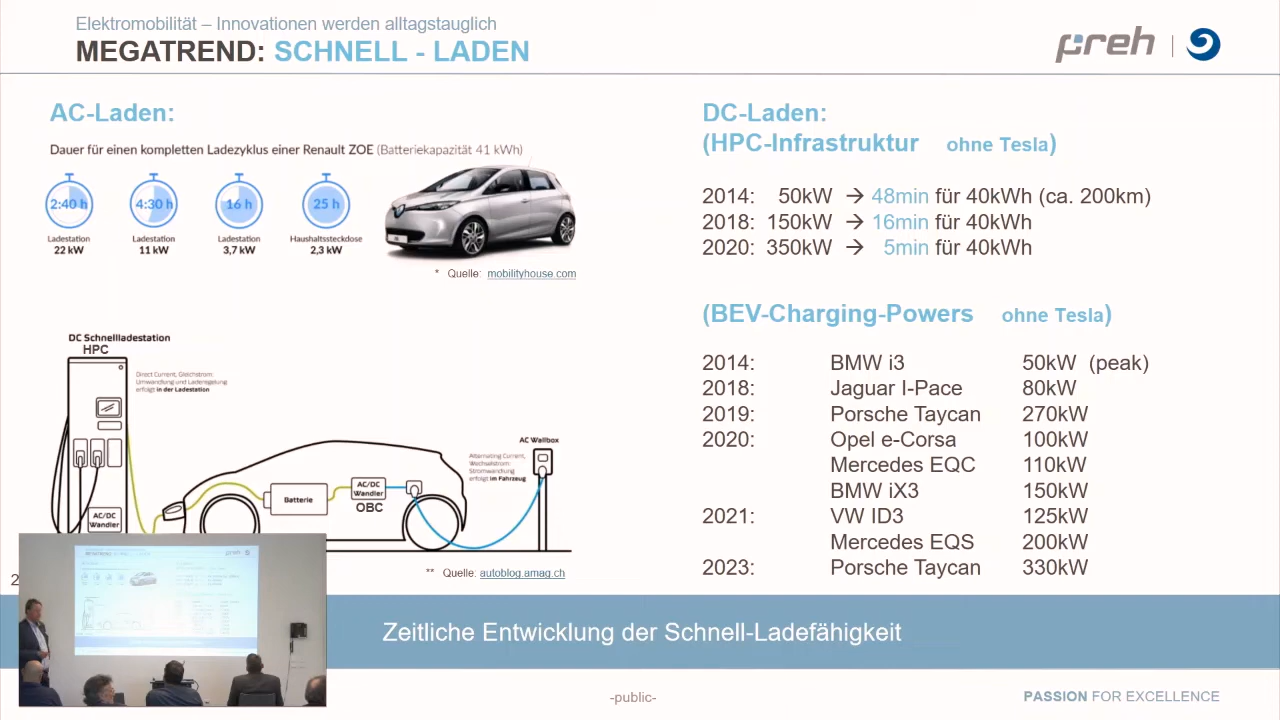 Elektromobilität – Innovationen werden alltagstauglich
MEGATREND: SCHNELL - LADEN
preh
AC-Laden:
Dauer für einen kompletten Ladezyklus einer Renault ZOE (Batteriekapazität 41 kWh)
2:40 h
4:30 h
16 h
25 h
Ladestation
22 kW
Ladestation
11 kW
Ladestation
3,7 kW
Haushaltssteckdose
2,3 kW
* Quelle: mobilityhouse.com
DC Schnellladestation
HPC
Direct Current, Gleichstrom:
Umwandlung und Laderegelung
erfolgt in der Ladestation
AC/DC
Wandler
Batterie
AC/DC
Wandler
OBC
AC Wallbox
Alternating Current,
Wechselstrom:
Stromwandlung
erfolgt im Fahrzeug
** Quelle: autoblog.amag.ch
DC-Laden:
(HPC-Infrastruktur ohne Tesla)
2014: 50kW → 48min für 40kWh (ca. 200km)
2018: 150kW → 16min für 40kWh
2020: 350kW → 5min für 40kWh
(BEV-Charging-Powers ohne Tesla)
2014: BMW i3 50kW (peak)
2018: Jaguar I-Pace 80kW
2019: Porsche Taycan 270kW
2020: Opel e-Corsa 100kW
Mercedes EQC 110kW
BMW iX3 150kW
2021: VW ID3 125kW
Mercedes EQS 200kW
2023: Porsche Taycan 330kW
2
Zeitliche Entwicklung der Schnell-Ladefähigkeit
-public-
PASSION FOR EXCELLENCE